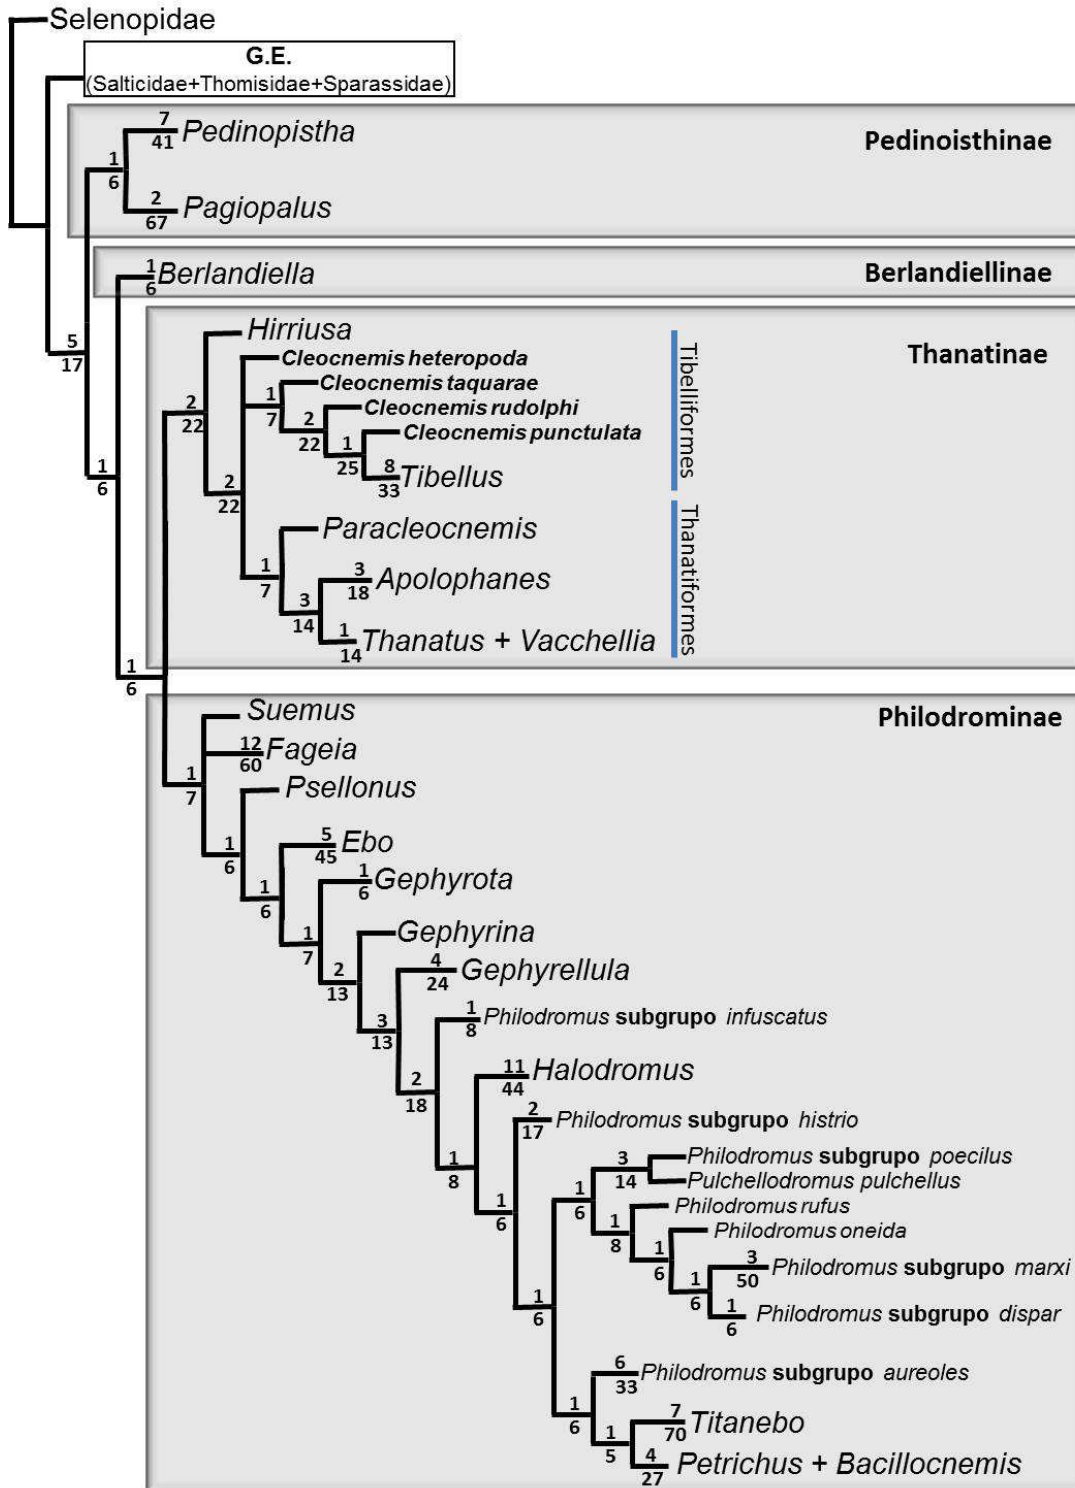 Selenopidae
G.E.
(Salticidae+Thomisidae+Sparassidae)
7
41
Pedinopistha
Pedinoisthinae
1
6
2
67
Pagiopalus
1
6
Berlandiella
Berlandiellinae
Hirriusa
Thanatinae
5
17
Cleocnemis heteropoda
Cleocnemis taquarae
1
7
Cleocnemis rudolphi
2
22
2
22
Cleocnemis punctulata
1
25
8
33
Tibellus
Tibelliformes
1
6
2
22
Paracleocnemis
1
7
3
18
Apolophanes
3
14
1
14
Thanatus + Vacchellia
Thanatiformes
1
6
Suemus
Philodrominae
12
60
Fageia
1
7
Psellonus
1
6
5
45
Ebo
1
6
1
6
Gephyrota
1
7
Gephyrina
2
13
4
24
Gephyrellula
3
13
1
8
Philodromus subgrupo infuscatus
2
18
11
44
Halodromus
2
17
Philodromus subgrupo histrio
1
8
3
14
Philodromus subgrupo poecilus
Pulchellodromus pulchellus
1
6
1
6
Philodromus rufus
1
8
Philodromus oneida
1
6
3
50
Philodromus subgrupo marxi
1
6
1
6
Philodromus subgrupo dispar
1
6
6
33
Philodromus subgrupo aureoles
1
6
7
70
Titanebo
1
5
4
27
Petrichus + Bacillocnemis